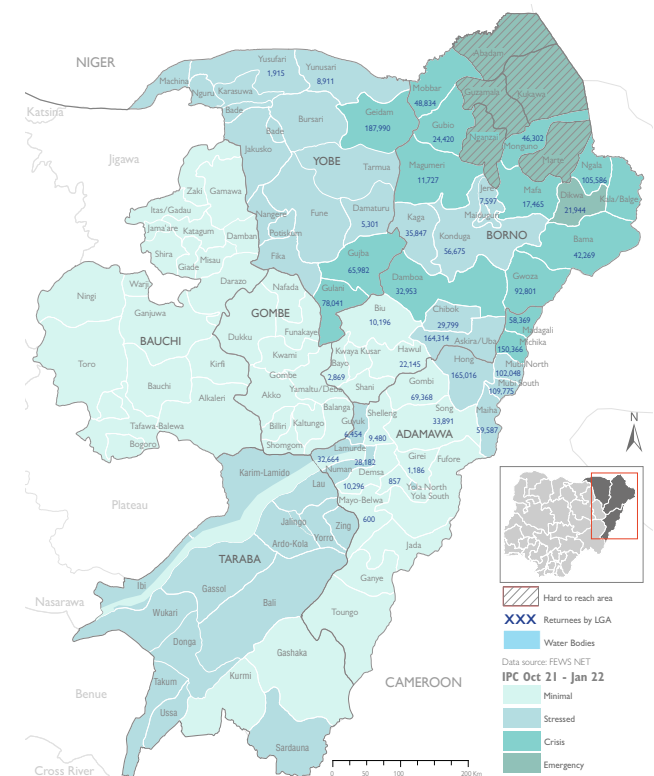 NIGER
Katsina
Jigawa
Plateau
Nasarawa
Benue
Cross River
CAMEROON
YOBE
Machina
Nguru
Karasuwa
Yusufari
1,915
Yunusari
8,911
Bade
Bade
Bursari
Geidam
187,990
Jakusko
Tarmua
Nangere
Potiskum
Fune
Damaturu
5,301
Fika
Gujba
65,982
Gulani
78,041
BORNO
Abadam
Mobbar
48,834
Guzamala
Kukawa
Gubio
24,420
Nganzai
46,302
Monguno
Marte
Magumeri
11,727
Ngala
105,586
Jere
7,597
Maiduguri
Mafa
17,465
Dikwa
21,944
Kala/Balge
Kaga
35,847
Konduga
56,675
Bama
42,269
Damboa
32,953
Gwoza
92,801
Chibok
29,799
Biu
10,196
164,314
Askira/Uba
Kwaya Kusar
Hawul
22,145
Bayo
2,869
Shani
BAUCHI
Zaki
Gamawa
Itas/Gadau
Jama'are
Katagum
Damban
Shira
Giade
Misau
Darazo
Ningi
Warji
Ganjuwa
Toro
Bauchi
Kirfi
Alkaleri
Tafawa-Balewa
Bogoro
GOMBE
Nafada
Dukku
Funakaye
Kwami
Gombe
Akko
Yamaltu/Deba
Balanga
Billiri
Kaltungo
Shomgom
ADAMAWA
58,369
Madagali
150,366
Michika
Mubi North
102,048
Mubi South
109,775
Hong
165,016
Gombi
69,368
Maiha
59,587
Song
33,891
Shelleng
9,480
Guyuk
6,454
Lamurde
32,664
Numan
28,182
Demsa
10,296
Girei
1,186
Fufore
857
Yola North
Yola South
Mayo-Belwa
600
Jada
Ganye
Toungo
TARABA
Karim-Lamido
Lau
Jalingo
Ardo-Kola
Yorro
Zing
Ibi
Gassol
Wukari
Bali
Donga
Gashaka
Takum
Kurmi
Ussa
Sardauna
N
Hard to reach area
XXX Returnees by LGA
Water Bodies
Data source: FEWS NET
IPC Oct 21 - Jan 22
Minimal
Stressed
Crisis
Emergency
0 50 100 200 Km